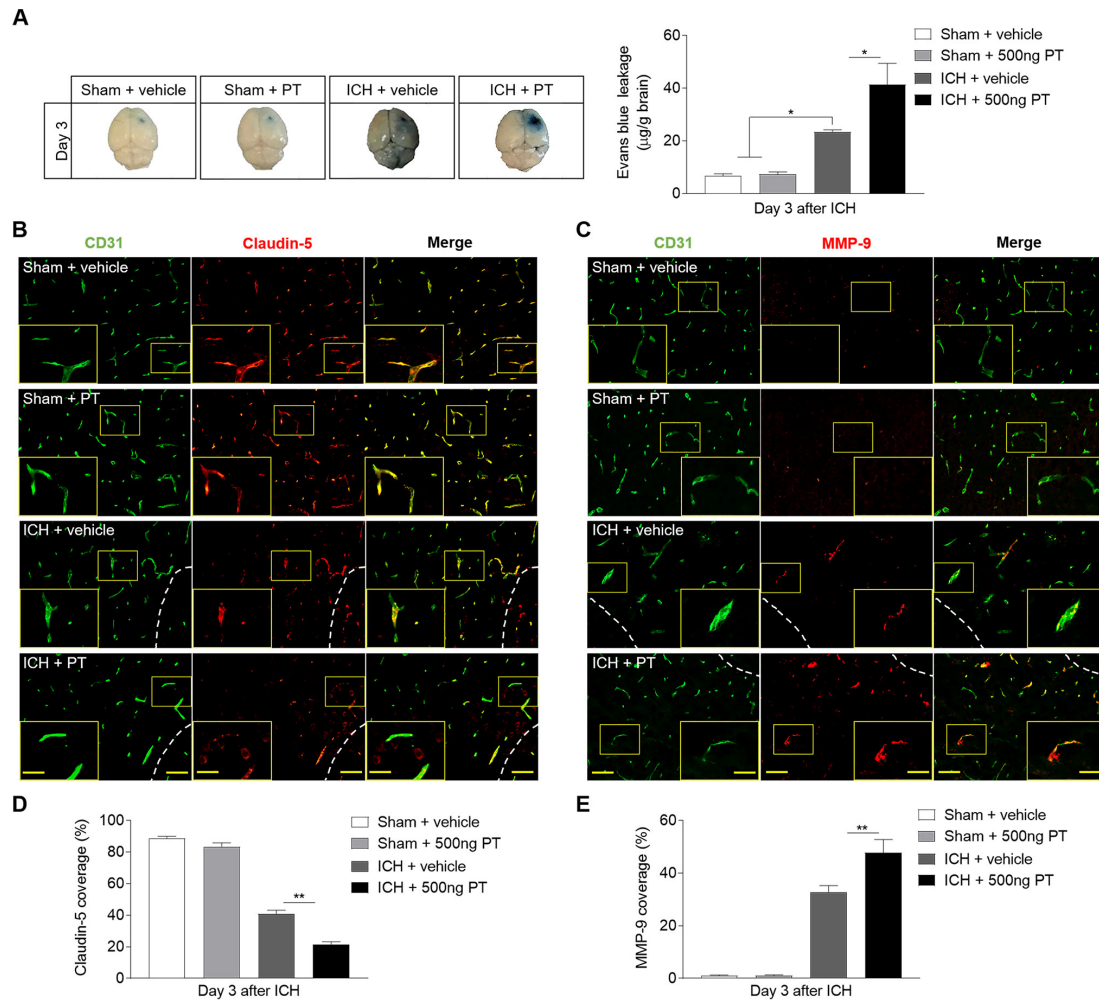 A
Sham + vehicle
Sham + PT
ICH + vehicle
ICH + PT
Day 3
Evans blue leakage
(µg/g brain)
60
40
20
0
*
*
Day 3 after ICH
Sham + vehicle
Sham + 500ng PT
ICH + vehicle
ICH + 500ng PT
B
CD31
Claudin-5
Merge
Sham + vehicle
Sham + PT
ICH + vehicle
ICH + PT
C
CD31
MMP-9
Merge
Sham + vehicle
Sham + PT
ICH + vehicle
ICH + PT
D
Claudin-5 coverage (%)
100
80
60
40
20
0
**
Day 3 after ICH
Sham + vehicle
Sham + 500ng PT
ICH + vehicle
ICH + 500ng PT
E
MMP-9 coverage (%)
60
40
20
0
**
Day 3 after ICH
Sham + vehicle
Sham + 500ng PT
ICH + vehicle
ICH + 500ng PT